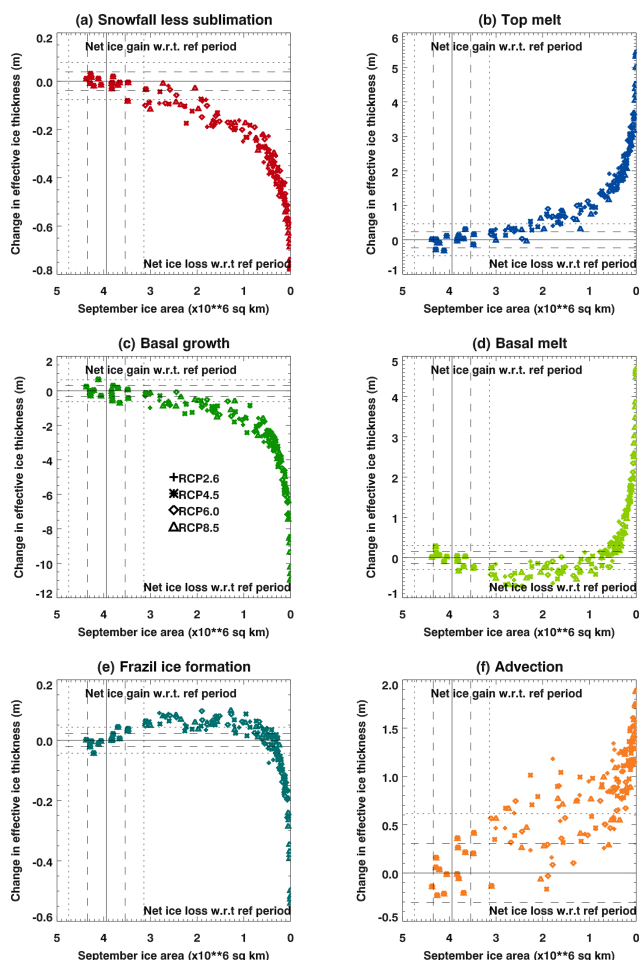 (a) Snowfall less sublimation
Change in effective ice thickness (m)
0.2
0.0
-0.2
-0.4
-0.6
-0.8
Net ice gain w.r.t. ref period
Net ice loss w.r.t ref period
5 4 3 2 1 0
September ice area (x10**6 sq km)
(b) Top melt
Change in effective ice thickness (m)
6
5
4
3
2
1
0
-1
Net ice gain w.r.t. ref period
Net ice loss w.r.t ref period
5 4 3 2 1 0
September ice area (x10**6 sq km)
(c) Basal growth
Change in effective ice thickness (m)
2
0
-2
-4
-6
-8
-10
-12
Net ice gain w.r.t. ref period
RCP2.6
RCP4.5
RCP6.0
RCP8.5
Net ice loss w.r.t ref period
5 4 3 2 1 0
September ice area (x10**6 sq km)
(d) Basal melt
Change in effective ice thickness (m)
5
4
3
2
1
0
-1
Net ice gain w.r.t. ref period
Net ice loss w.r.t ref period
5 4 3 2 1 0
September ice area (x10**6 sq km)
(e) Frazil ice formation
Change in effective ice thickness (m)
0.2
0.0
-0.2
-0.4
-0.6
Net ice gain w.r.t. ref period
Net ice loss w.r.t ref period
5 4 3 2 1 0
September ice area (x10**6 sq km)
(f) Advection
Change in effective ice thickness (m)
2.0
1.5
1.0
0.5
0.0
-0.5
Net ice gain w.r.t. ref period
Net ice loss w.r.t ref period
5 4 3 2 1 0
September ice area (x10**6 sq km)